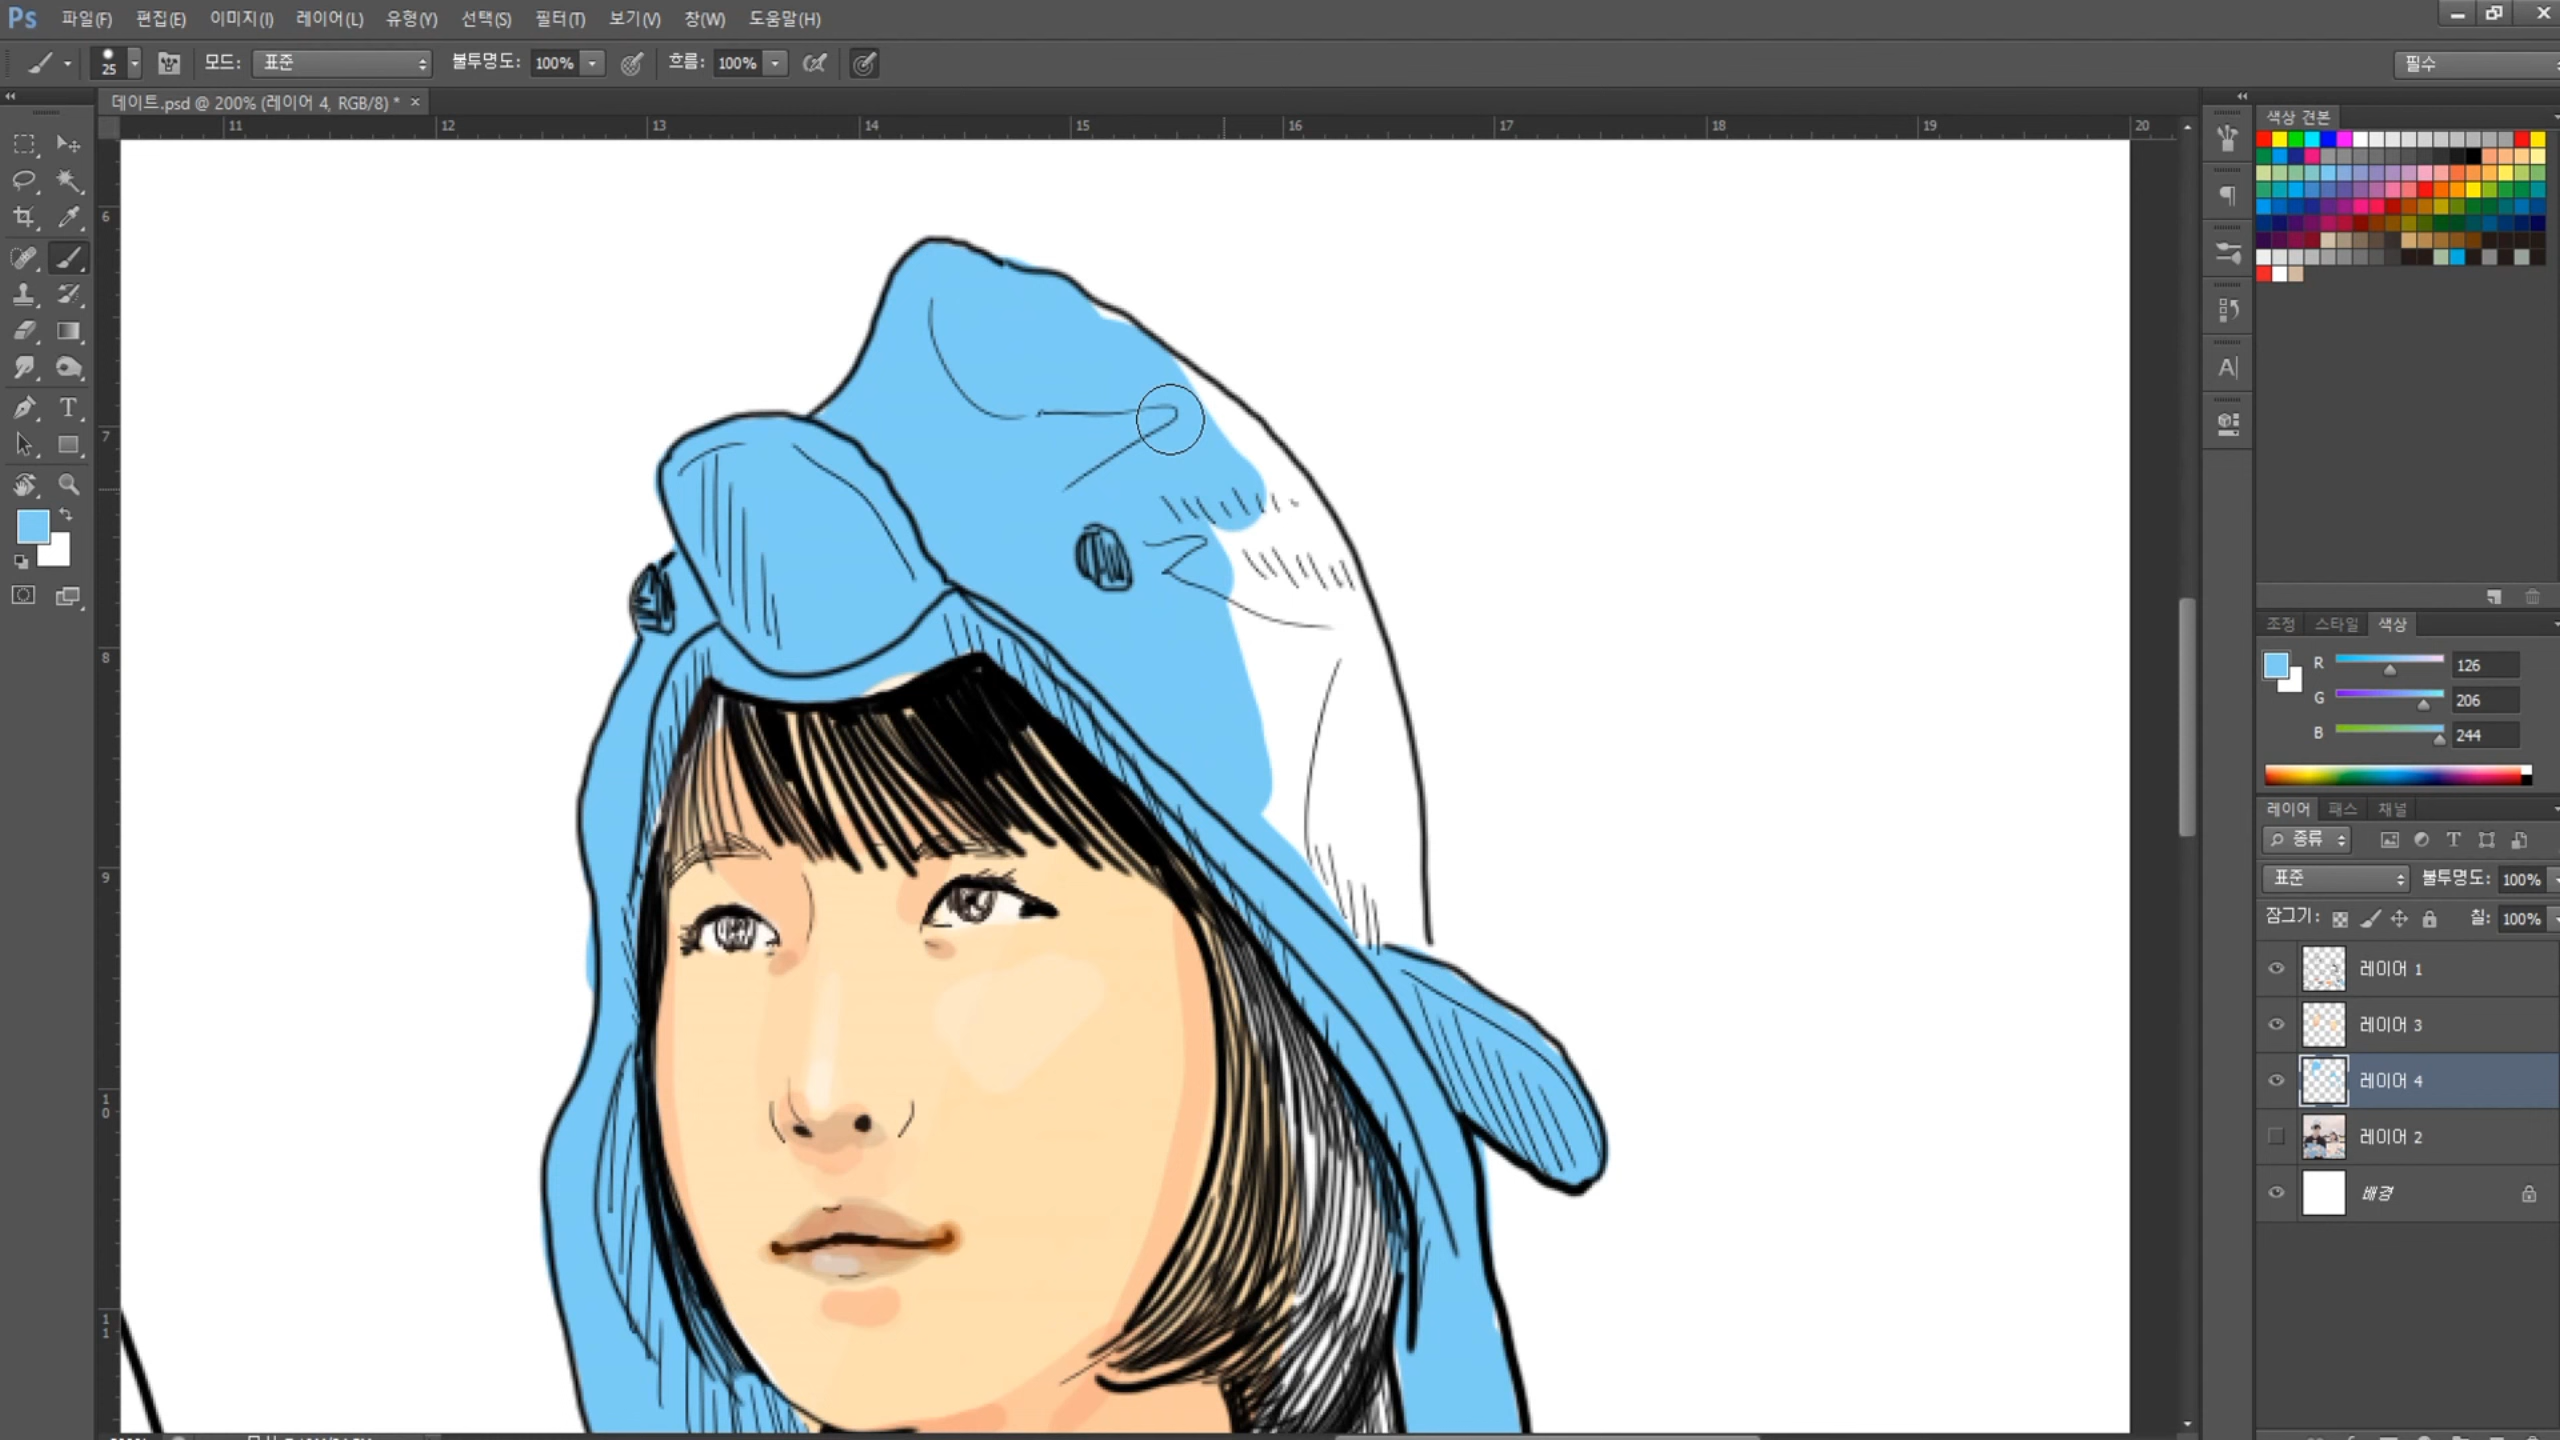 Ps 파일(F) 편집(E) 이미지(I) 레이어(L) 유형(Y) 선택(S) 필터(T) 보기(V) 창(W) 도움말(H)
25 모드: 표준 불투명도: 100% 흐름: 100% 필수
데이트.psd @ 200% (레이어 4, RGB/8) * ×
11 12 13 14 15 16 17 18 19 20
6
7
8
9
10
11
색상 견본
조정 스타일 색상
R 126
G 206
B 244
레이어 패스 채널
종류
표준 불투명도: 100%
잠그기: 칠: 100%
레이어 1
레이어 3
레이어 4
레이어 2
배경